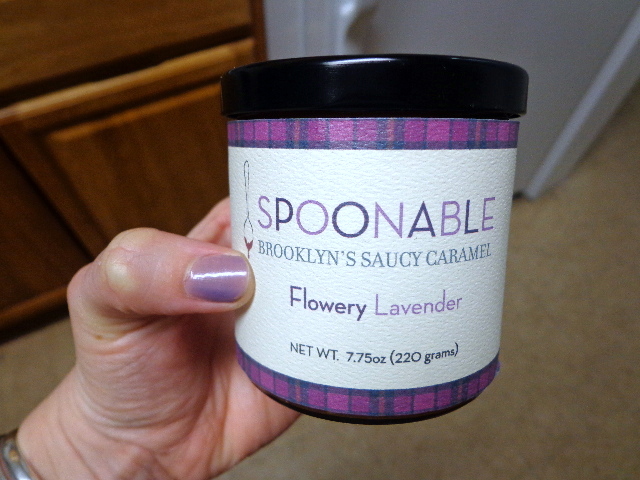 SPOONABLE
BROOKLYN'S SAUCY CARAMEL
Flowery Lavender
NET WT. 7.75oz (220 grams)